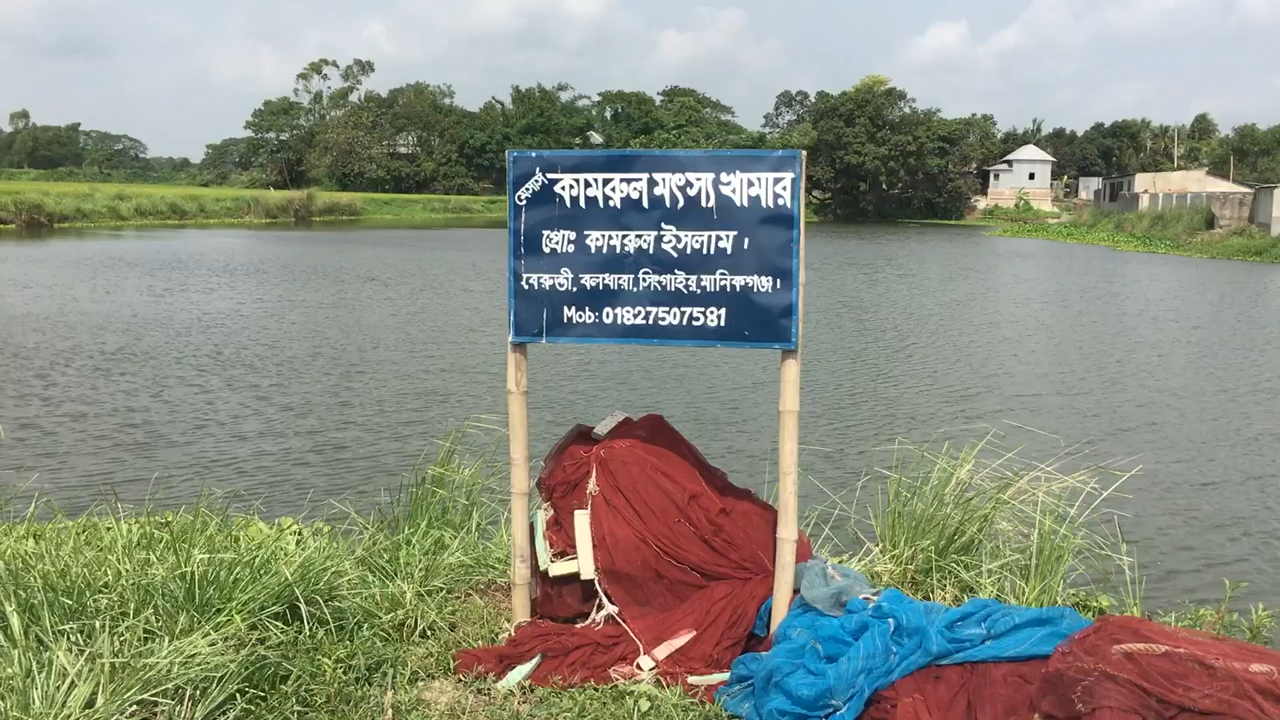 মেসার্স কামরুল মৎস্য খামার
প্রোঃ কামরুল ইসলাম।
বেরুন্ডী, বলধারা, সিংগাইর, মানিকগঞ্জ।
Mob: 01827507581